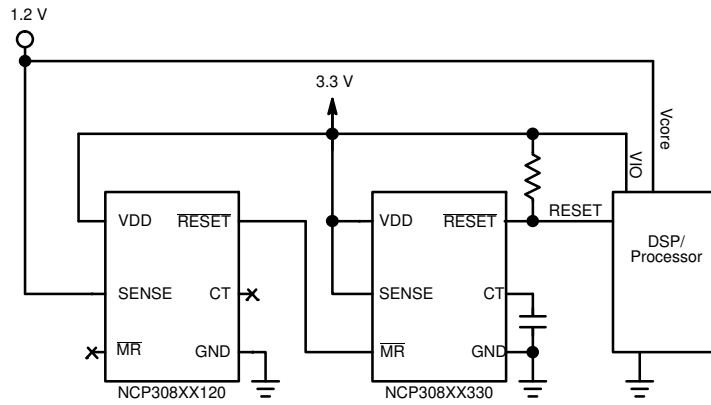 1.2 V
3.3 V
Vcore
VIO
VDD
RESET
SENSE
CT
MR
GND
NCP308XX120
VDD
RESET
SENSE
CT
MR
GND
NCP308XX330
RESET
DSP/
Processor